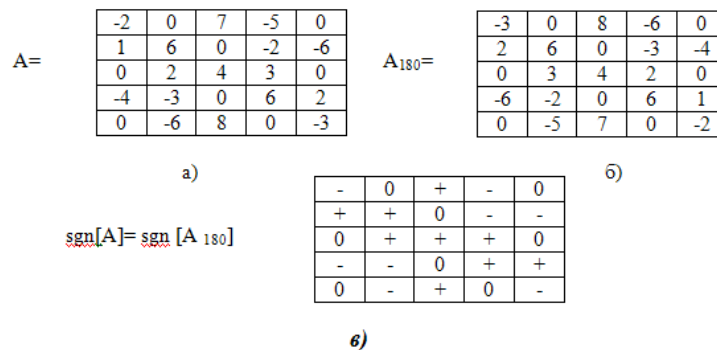 A=
-2 0 7 -5 0
1 6 0 -2 -6
0 2 4 3 0
-4 -3 0 6 2
0 -6 8 0 -3
а)
A180=
-3 0 8 -6 0
2 6 0 -3 -4
0 3 4 2 0
-6 -2 0 6 1
0 -5 7 0 -2
б)
sgn[A]= sgn [A 180]
- 0 + - 0
+ + 0 - -
0 + + + 0
- - 0 + +
0 - + 0 -
в)